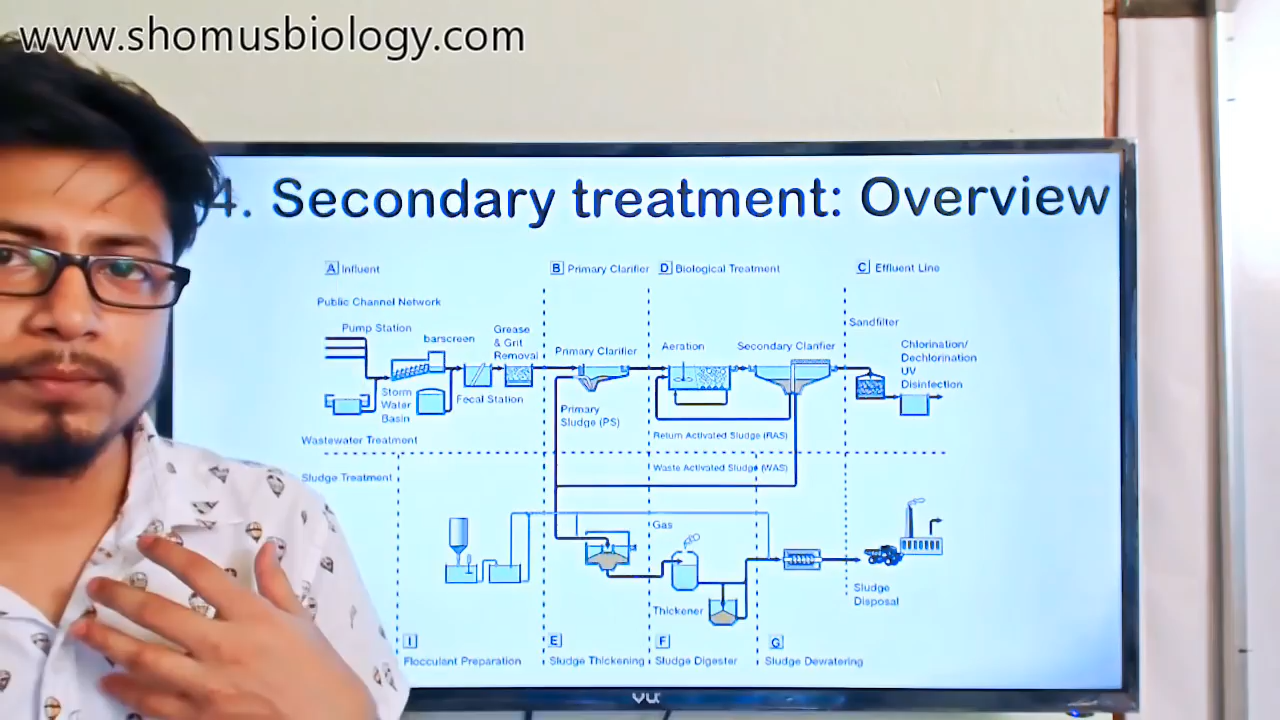 www.shomusbiology.com
4. Secondary treatment: Overview
A Influent
B Primary Clarifier
D Biological Treatment
C Effluent Line
Public Channel Network
Pump Station
barscreen
Grease
& Grit
Removal
Primary Clarifier
Aeration
Secondary Clarifier
Sandfilter
Chlorination/
Dechlorination
UV
Disinfection
Storm
Water
Basin
Fecal Station
Primary
Sludge (PS)
Return Activated Sludge (RAS)
Wastewater Treatment
Waste Activated Sludge (WAS)
Sludge Treatment
Gas
Thickener
Sludge
Disposal
I
Flocculant Preparation
E
Sludge Thickening
F
Sludge Digester
G
Sludge Dewatering
VU